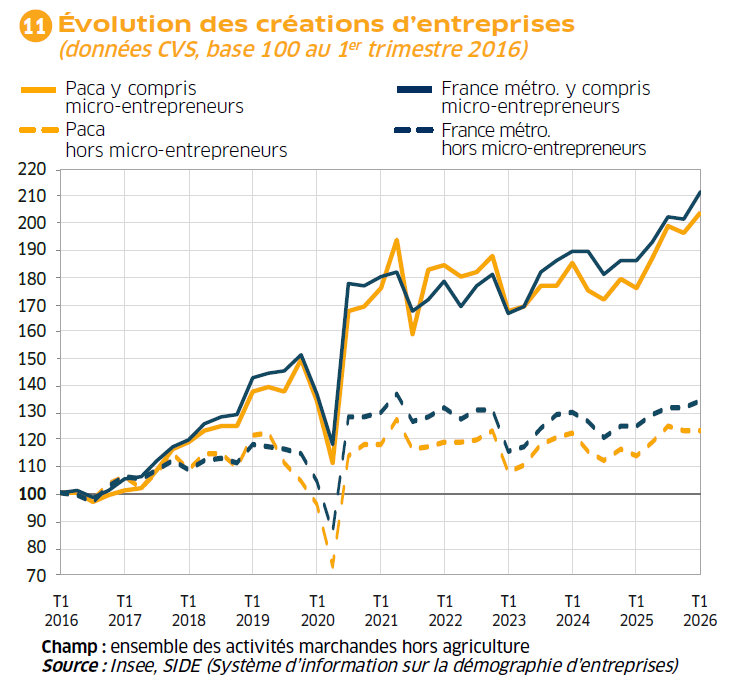 11 Évolution des créations d'entreprises
(données CVS, base 100 au 1er trimestre 2016)
Paca y compris
micro-entrepreneurs
France métro. y compris
micro-entrepreneurs
Paca
hors micro-entrepreneurs
France métro.
hors micro-entrepreneurs
220
210
200
190
180
170
160
150
140
130
120
110
100
90
80
70
T1 T1 T1 T1 T1 T1 T1 T1 T1 T1 T1
2016 2017 2018 2019 2020 2021 2022 2023 2024 2025 2026
Champ : ensemble des activités marchandes hors agriculture
Source : Insee, SIDE (Système d'information sur la démographie d'entreprises)